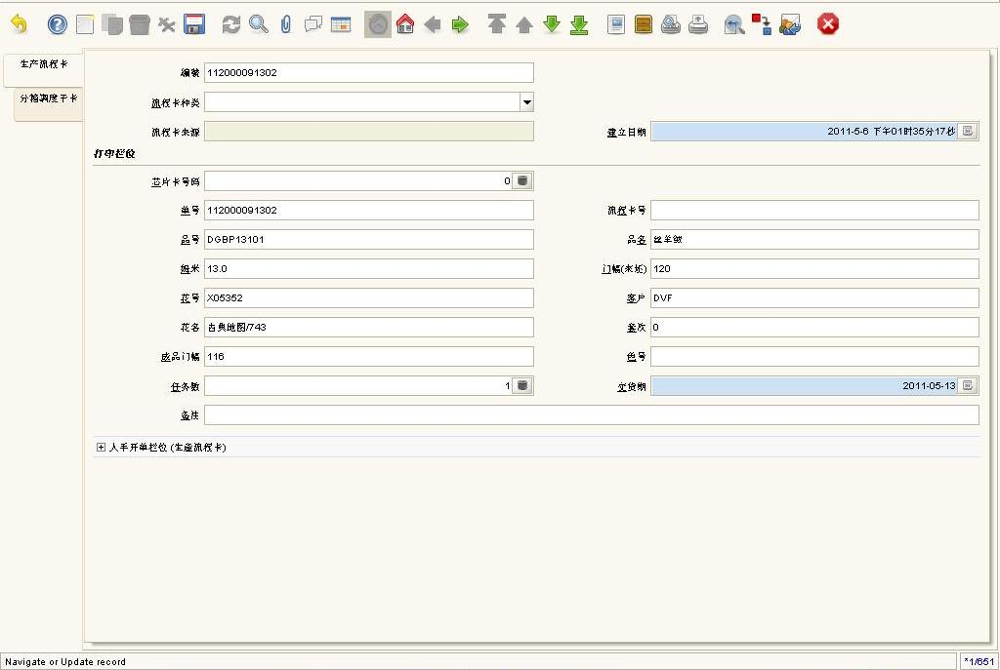 生产流程卡
分箱调度子卡
编制 112000091302
流程卡种类
流程卡来源 建立日期 2011-5-6 下午01时35分17秒
打印栏位
芯片卡号码 0
单号 112000091302
流程卡号
品号 DGBP13101 品名 丝羊皱
姆米 13.0 门幅(来坯) 120
花号 X05352 客户 DVF
花名 古典地图/743 套次 0
成品门幅 116 色号
任务数 1 交货期 2011-05-13
备注
人手开单栏位 (生产流程卡)
Navigate or Update record *1/651